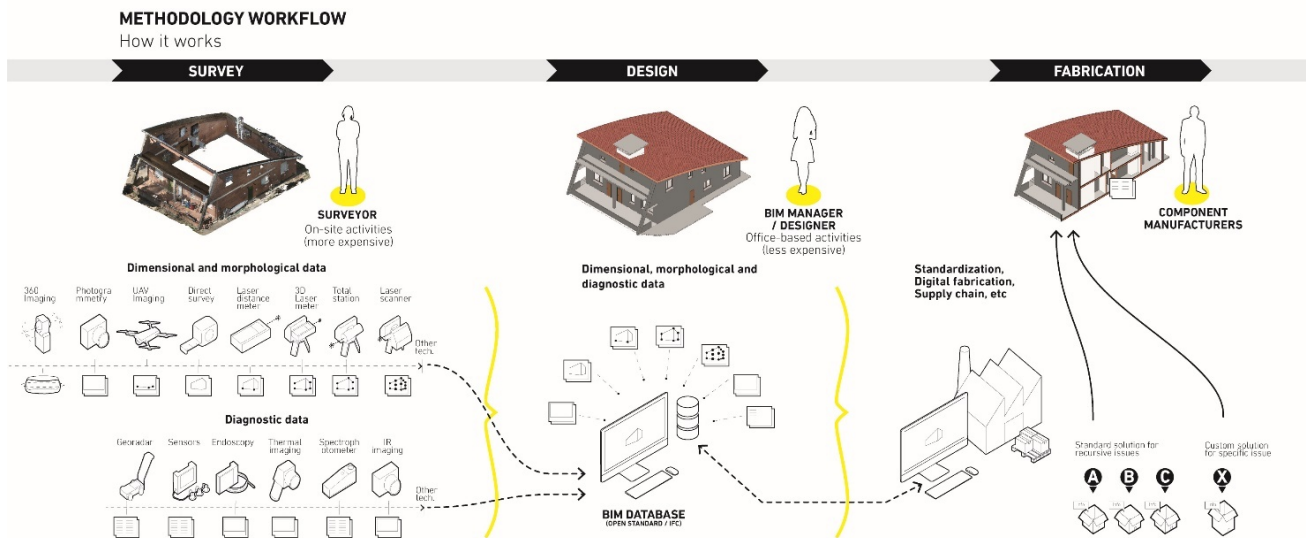 METHODOLOGY WORKFLOW
How it works
SURVEY
DESIGN
FABRICATION
SURVEYOR
On-site activities
(more expensive)
BIM MANAGER
/ DESIGNER
Office-based activities
(less expensive)
COMPONENT
MANUFACTURERS
Dimensional and morphological data
360
Imaging
Photogra
mmetry
UAV
Imaging
Direct
survey
Laser
distance
meter
3D
Laser
meter
Total
station
Laser
scanner
Other
tech.
Diagnostic data
Georadar
Sensors
Endoscopy
Thermal
imaging
Spectroph
otometer
IR
imaging
Other
tech.
Dimensional, morphological and
diagnostic data
BIM DATABASE
(OPEN STANDARD / IFC)
Standardization,
Digital fabrication,
Supply chain, etc
Standard solution for
recursive issues
A
B
C
Custom solution
for specific issue
X